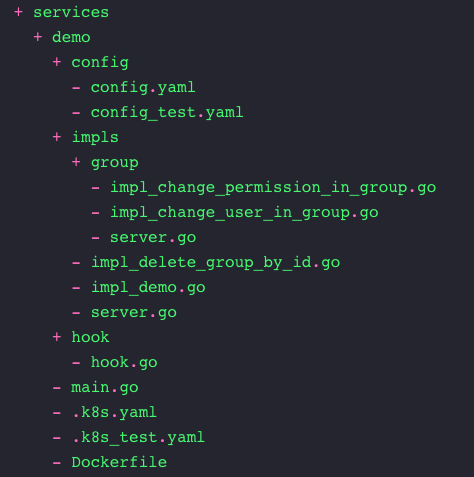 + services
  + demo
    + config
      - config.yaml
      - config_test.yaml
    + impls
      + group
        - impl_change_permission_in_group.go
        - impl_change_user_in_group.go
        - server.go
      - impl_delete_group_by_id.go
      - impl_demo.go
      - server.go
    + hook
      - hook.go
    - main.go
    - .k8s.yaml
    - .k8s_test.yaml
    - Dockerfile